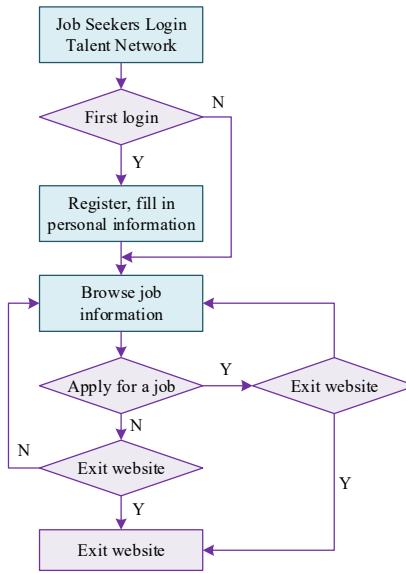 Job Seekers Login
Talent Network
First login
N
Y
Register, fill in
personal information
Browse job
information
Apply for a job
Y
Exit website
N
N
Exit website
Y
Y
Exit website